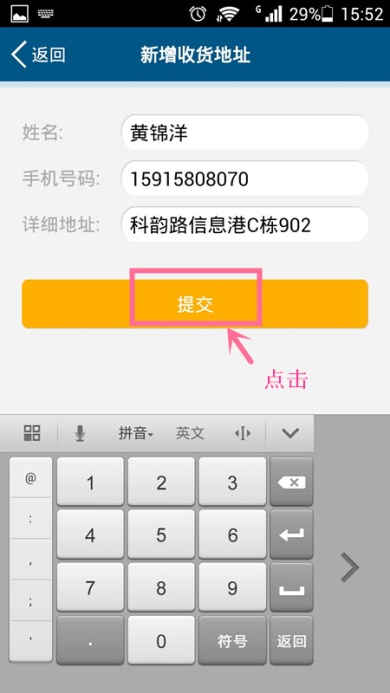 G 29% 15:52
返回 新增收货地址
姓名: 黄锦洋
手机号码: 15915808070
详细地址: 科韵路信息港C栋902
提交
点击
拼音 英文
@ 1 2 3
: 4 5 6
, 7 8 9
;
' . 0 符号 返回